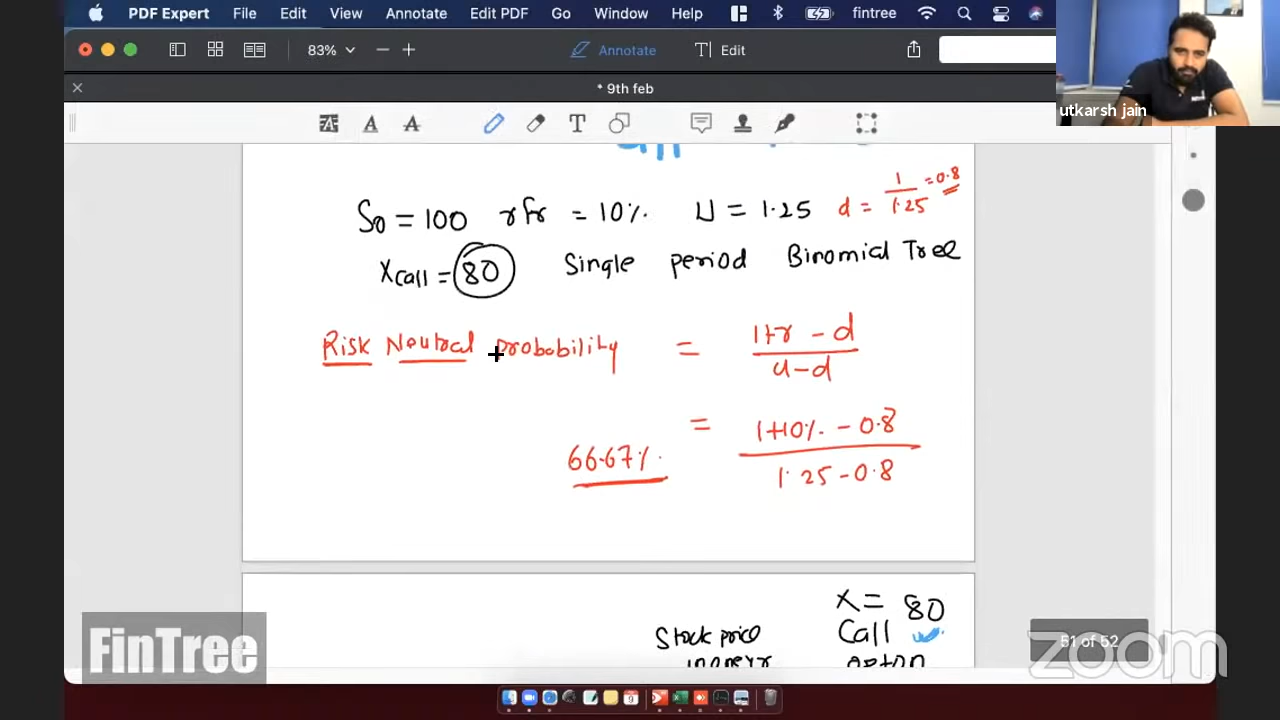 PDF Expert File Edit View Annotate Edit PDF Go Window Help fintree
83% Annotate Edit
* 9th feb
utkarsh jain
S0 = 100 rfr = 10% U = 1.25 d = 1/1.25 = 0.8
Xcall = 80 Single period Binomial Tree
Risk Neutral probability = 1+r - d / u - d
= 1+10% - 0.8 / 1.25 - 0.8
66.67%
X = 80
Stock price Call
FinTree
51 of 52
zoom